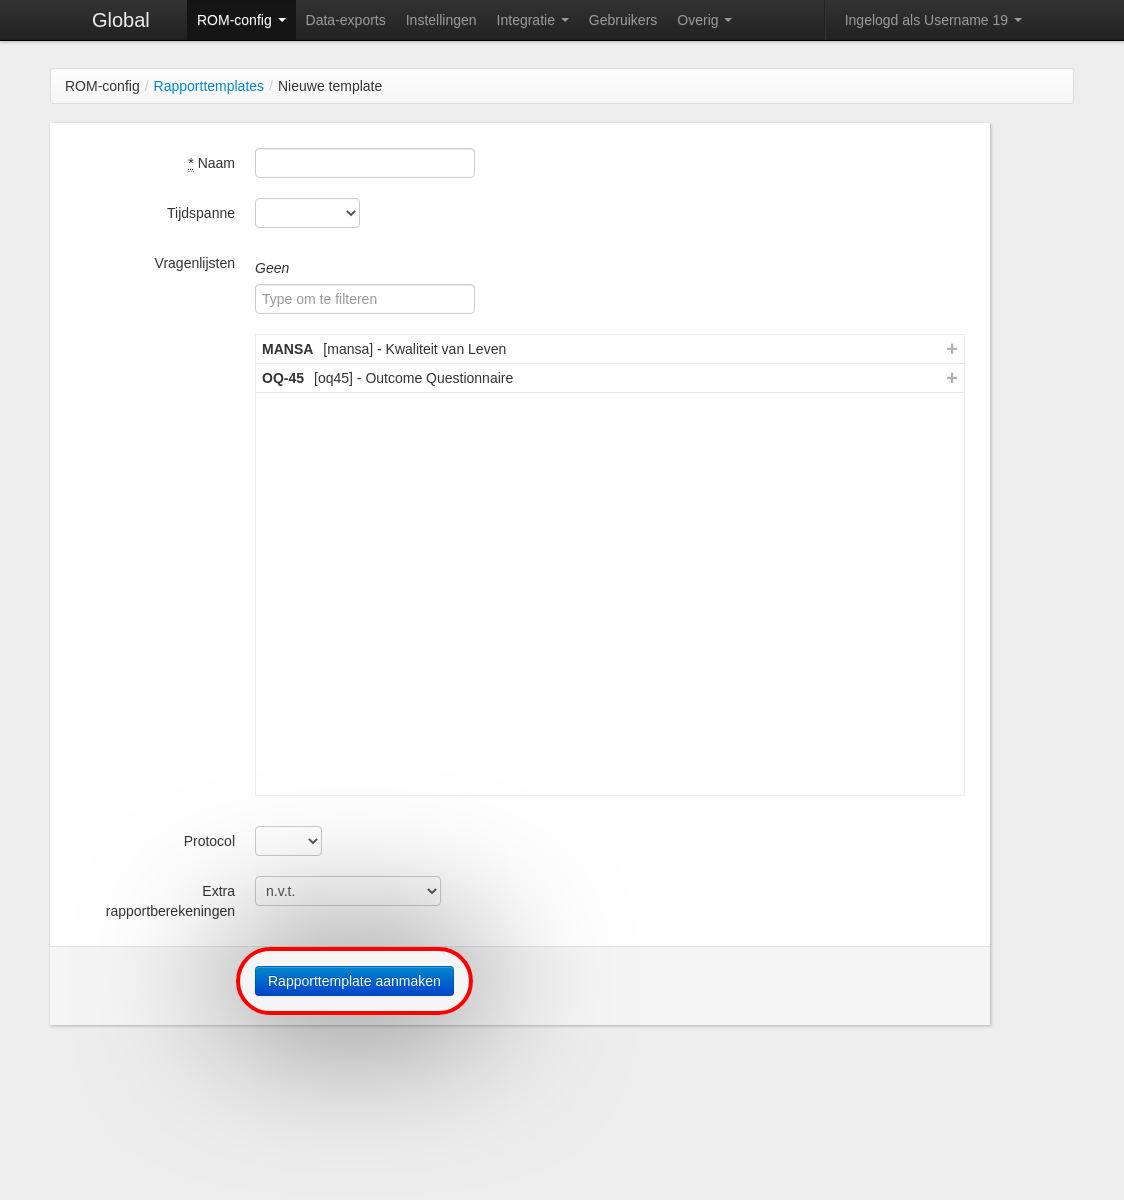 Global ROM-config Data-exports Instellingen Integratie Gebruikers Overig Ingelogd als Username 19
ROM-config / Rapporttemplates / Nieuwe template
* Naam
Tijdspanne
Vragenlijsten
Geen
Type om te filteren
MANSA [mansa] - Kwaliteit van Leven +
OQ-45 [oq45] - Outcome Questionnaire +
Protocol
Extra rapportberekeningen
n.v.t.
Rapporttemplate aanmaken